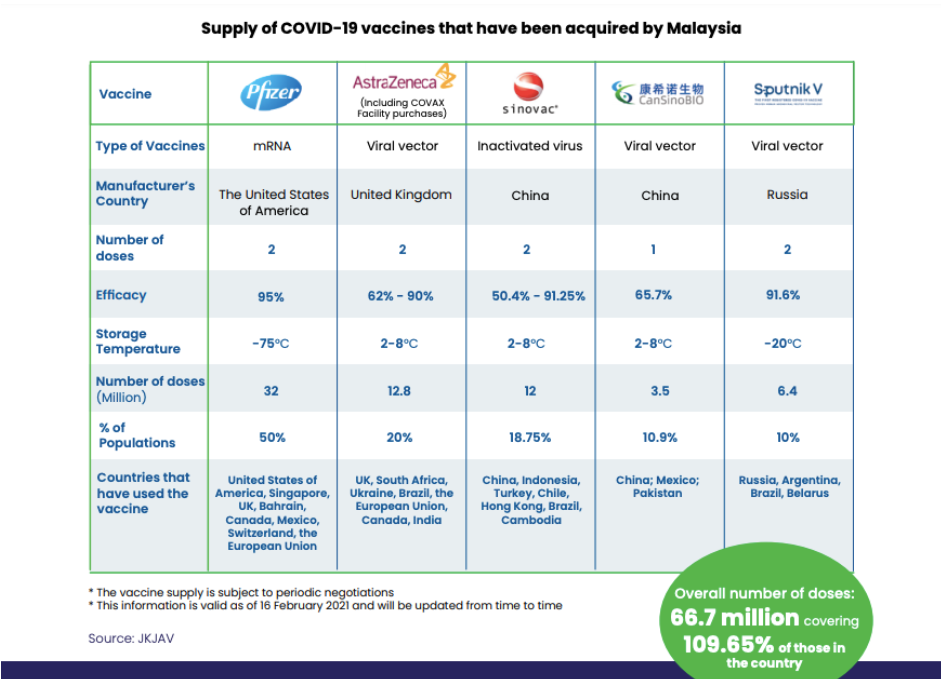 Supply of COVID-19 vaccines that have been acquired by Malaysia
Vaccine
Pfizer
AstraZeneca
(Including COVAX
Facility purchases)
sinovac
康希诺生物
CanSinoBIO
Sputnik V
Type of Vaccines
mRNA
Viral vector
Inactivated virus
Viral vector
Viral vector
Manufacturer's
Country
The United States
of America
United Kingdom
China
China
Russia
Number of
doses
2
2
2
1
2
Efficacy
95%
62% - 90%
50.4% - 91.25%
65.7%
91.6%
Storage
Temperature
-75°C
2-8°C
2-8°C
2-8°C
-20°C
Number of doses
(Million)
32
12.8
12
3.5
6.4
% of
Populations
50%
20%
18.75%
10.9%
10%
Countries that
have used the
vaccine
United States of
America, Singapore,
UK, Bahrain,
Canada, Mexico,
Switzerland, the
European Union
UK, South Africa,
Ukraine, Brazil, the
European Union,
Canada, India
China, Indonesia,
Turkey, Chile,
Hong Kong, Brazil,
Cambodia
China; Mexico;
Pakistan
Russia, Argentina,
Brazil, Belarus
* The vaccine supply is subject to periodic negotiations
* This information is valid as of 16 February 2021 and will be updated from time to time
Source: JKJAV
Overall number of doses:
66.7 million covering
109.65% of those in
the country